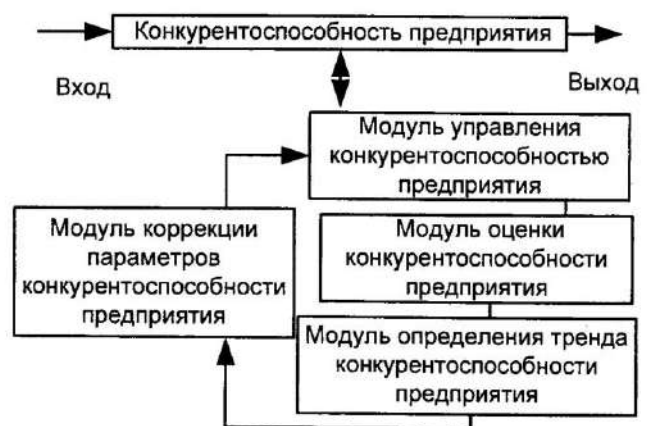 Конкурентоспособность предприятия
Вход
Выход
Модуль управления
конкурентоспособностью
предприятия
Модуль коррекции
параметров
конкурентоспособности
предприятия
Модуль оценки
конкурентоспособности
предприятия
Модуль определения тренда
конкурентоспособности
предприятия